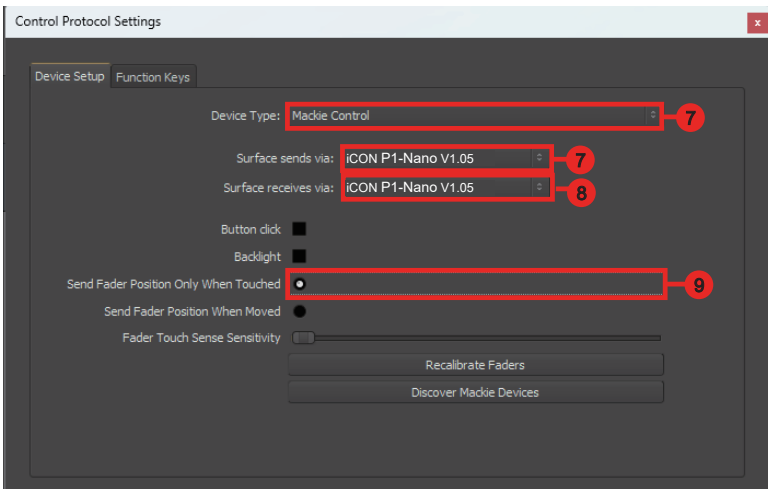 Control Protocol Settings
x
Device Setup Function Keys
Device Type: Mackie Control
7
Surface sends via: iCON P1-Nano V1.05
7
Surface receives via: iCON P1-Nano V1.05
8
Button click
Backlight
Send Fader Position Only When Touched
9
Send Fader Position When Moved
Fader Touch Sense Sensitivity
Recalibrate Faders
Discover Mackie Devices